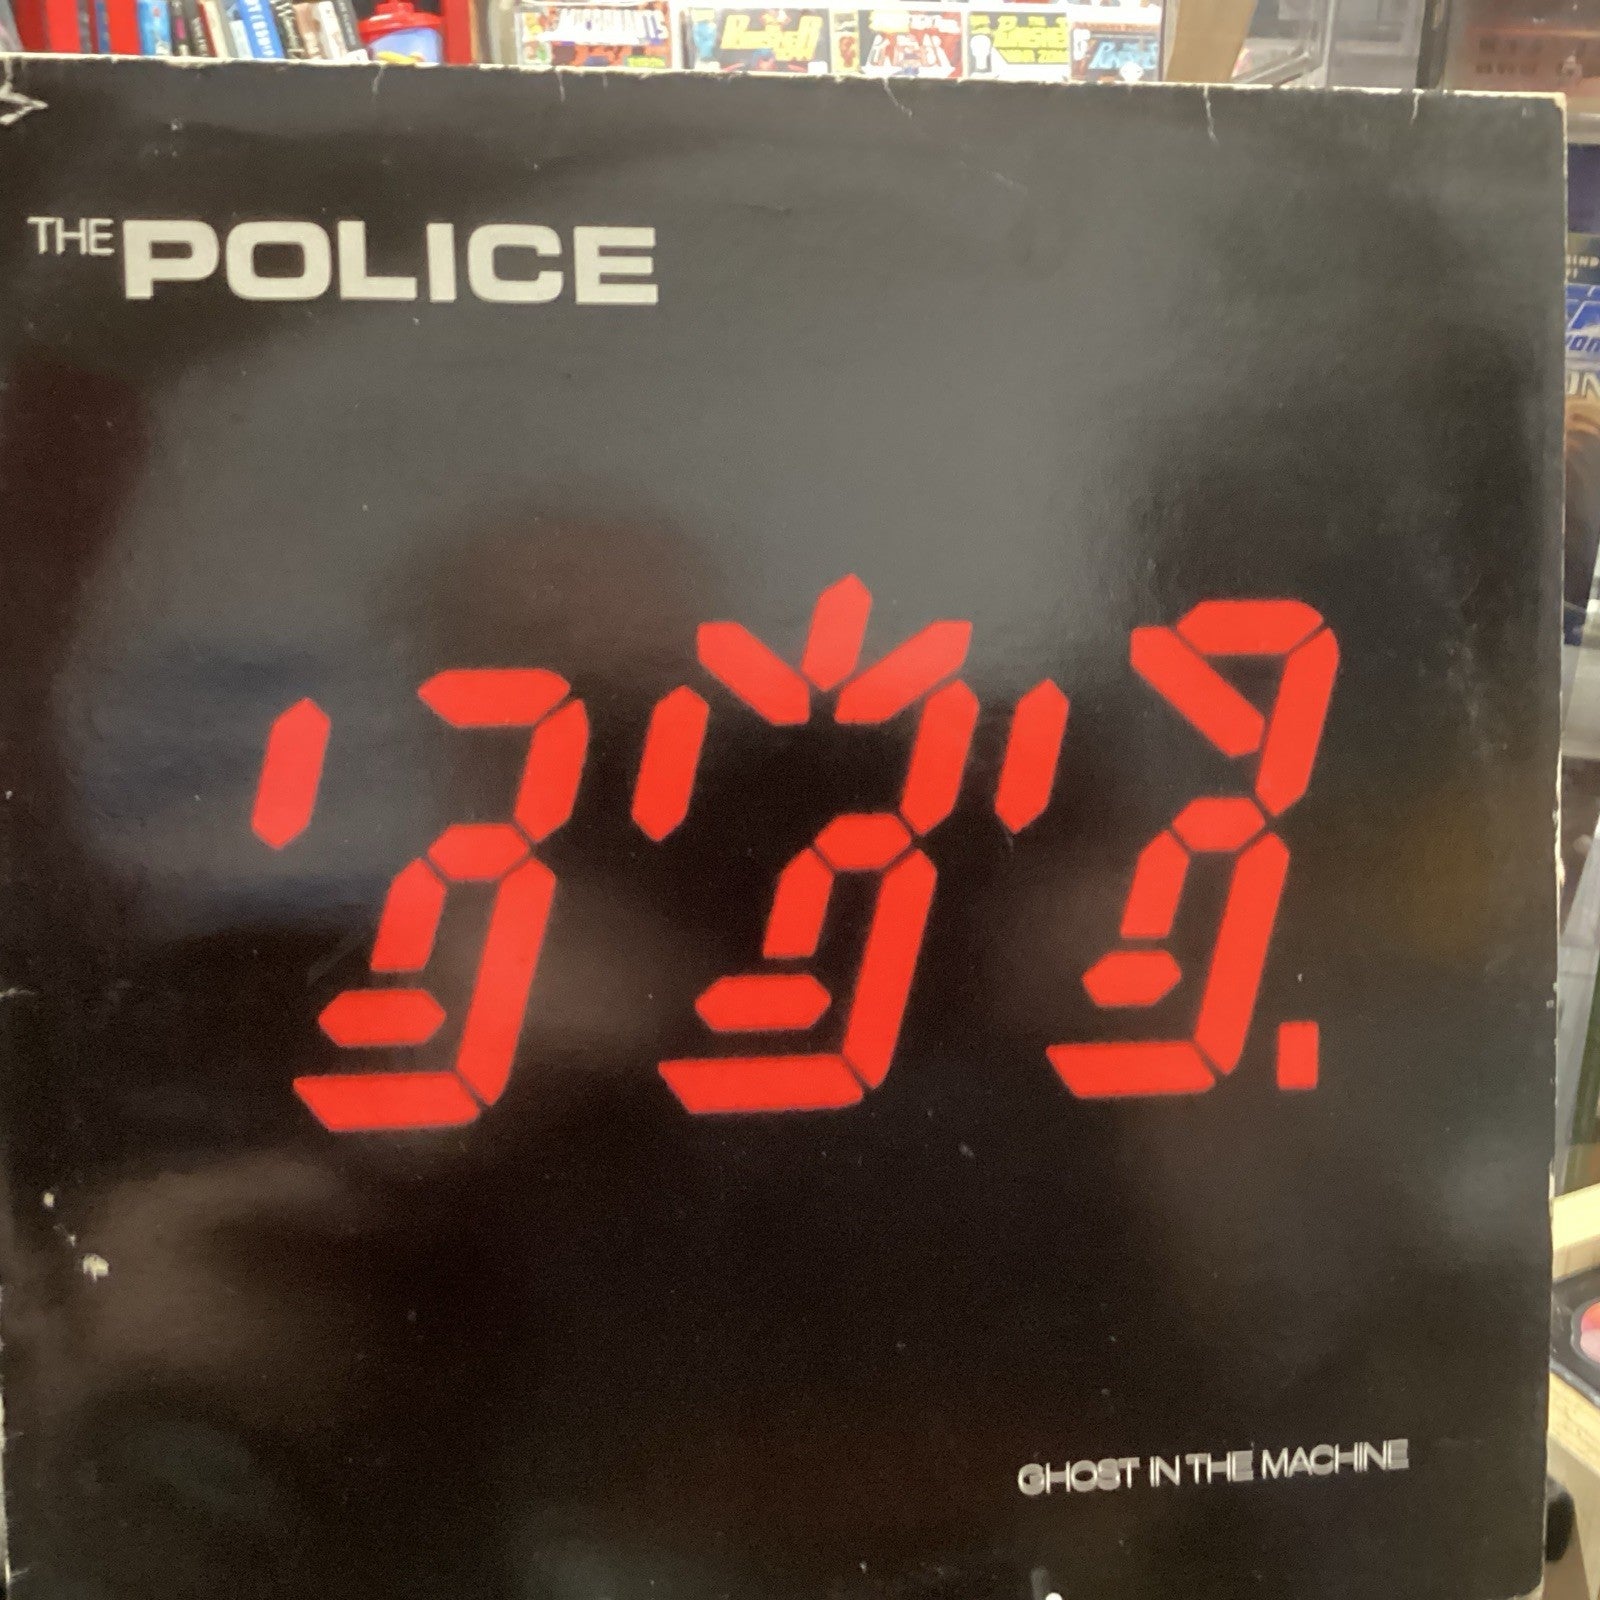 THE POLICE
GHOST IN THE MACHINE